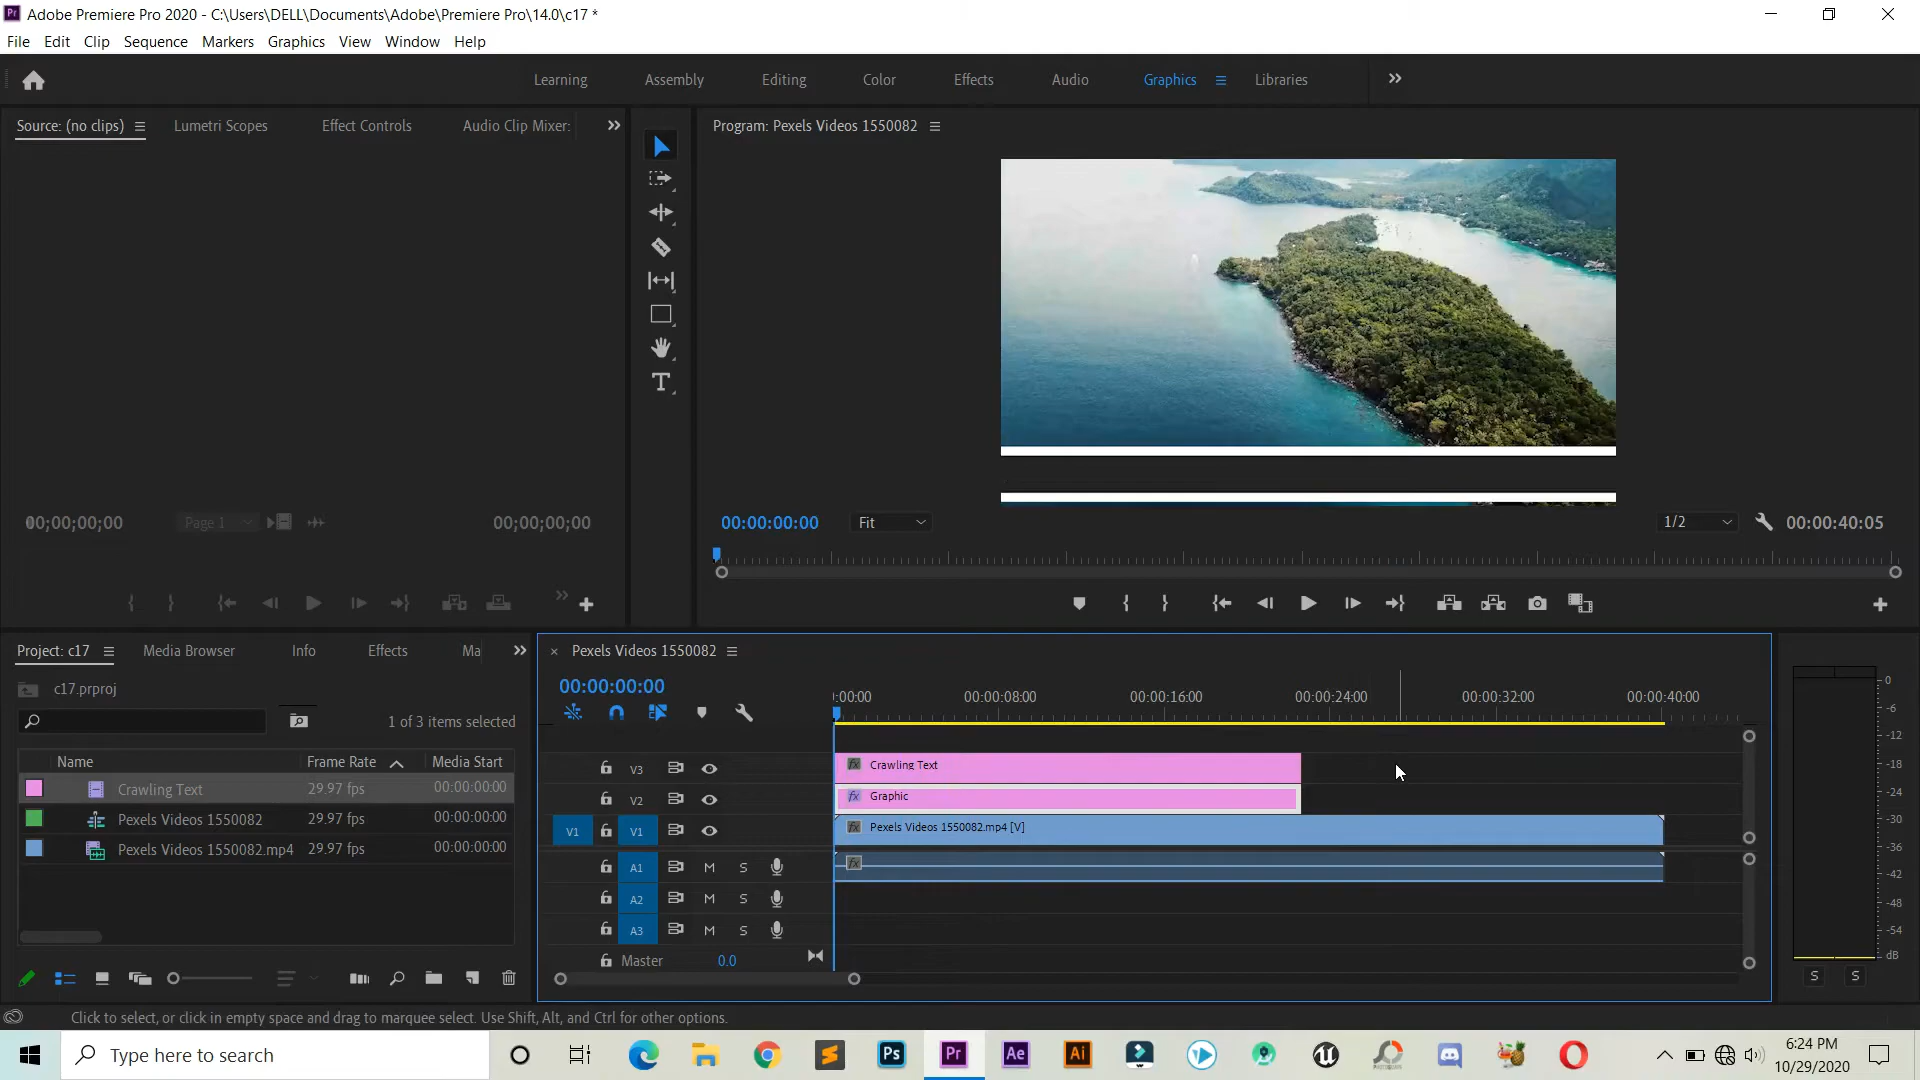 Adobe Premiere Pro 2020 - C:\Users\DELL\Documents\Adobe\Premiere Pro\14.0\c17 *
File Edit Clip Sequence Markers Graphics View Window Help
Learning Assembly Editing Color Effects Audio Graphics Libraries
Source: (no clips) Lumetri Scopes Effect Controls Audio Clip Mixer:
Program: Pexels Videos 1550082
00;00;00;00 Page 1 00;00;00;00
00:00:00:00 Fit 1/2 00:00:40:05
Project: c17 Media Browser Info Effects Ma
c17.prproj
1 of 3 items selected
Name Frame Rate Media Start
Crawling Text 29.97 fps 00:00:00:00
Pexels Videos 1550082 29.97 fps 00:00:00:00
Pexels Videos 1550082.mp4 29.97 fps 00:00:00:00
× Pexels Videos 1550082
00:00:00:00
:00:00 00:00:08:00 00:00:16:00 00:00:24:00 00:00:32:00 00:00:40:00
V3 fx Crawling Text
V2 fx Graphic
V1 V1 fx Pexels Videos 1550082.mp4 [V]
A1 M S fx
A2 M S
A3 M S
Master 0.0
0
-6
-12
-18
-24
-30
-36
-42
-48
-54
dB
S S
Click to select, or click in empty space and drag to marquee select. Use Shift, Alt, and Ctrl for other options.
Type here to search
Ps Pr Ae Ai
6:24 PM
10/29/2020